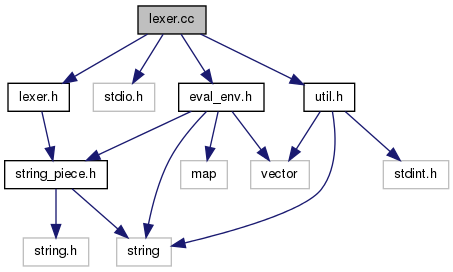 lexer.cc
lexer.h
stdio.h
eval_env.h
util.h
string_piece.h
map
vector
stdint.h
string.h
string